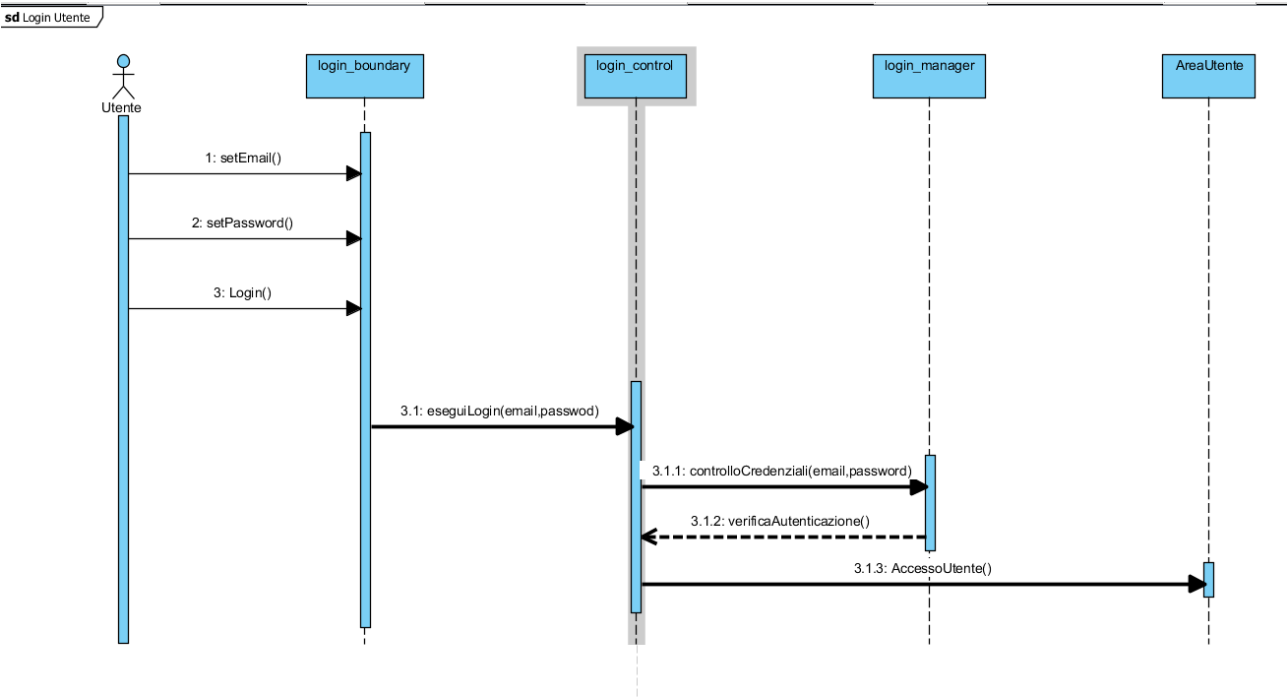 sd Login Utente
login_boundary
login_control
login_manager
AreaUtente
Utente
1: setEmail()
2: setPassword()
3: Login()
3.1: eseguiLogin(email,passwod)
3.1.1: controlloCredenziali(email,password)
3.1.2: verificaAutenticazione()
3.1.3: AccessoUtente()